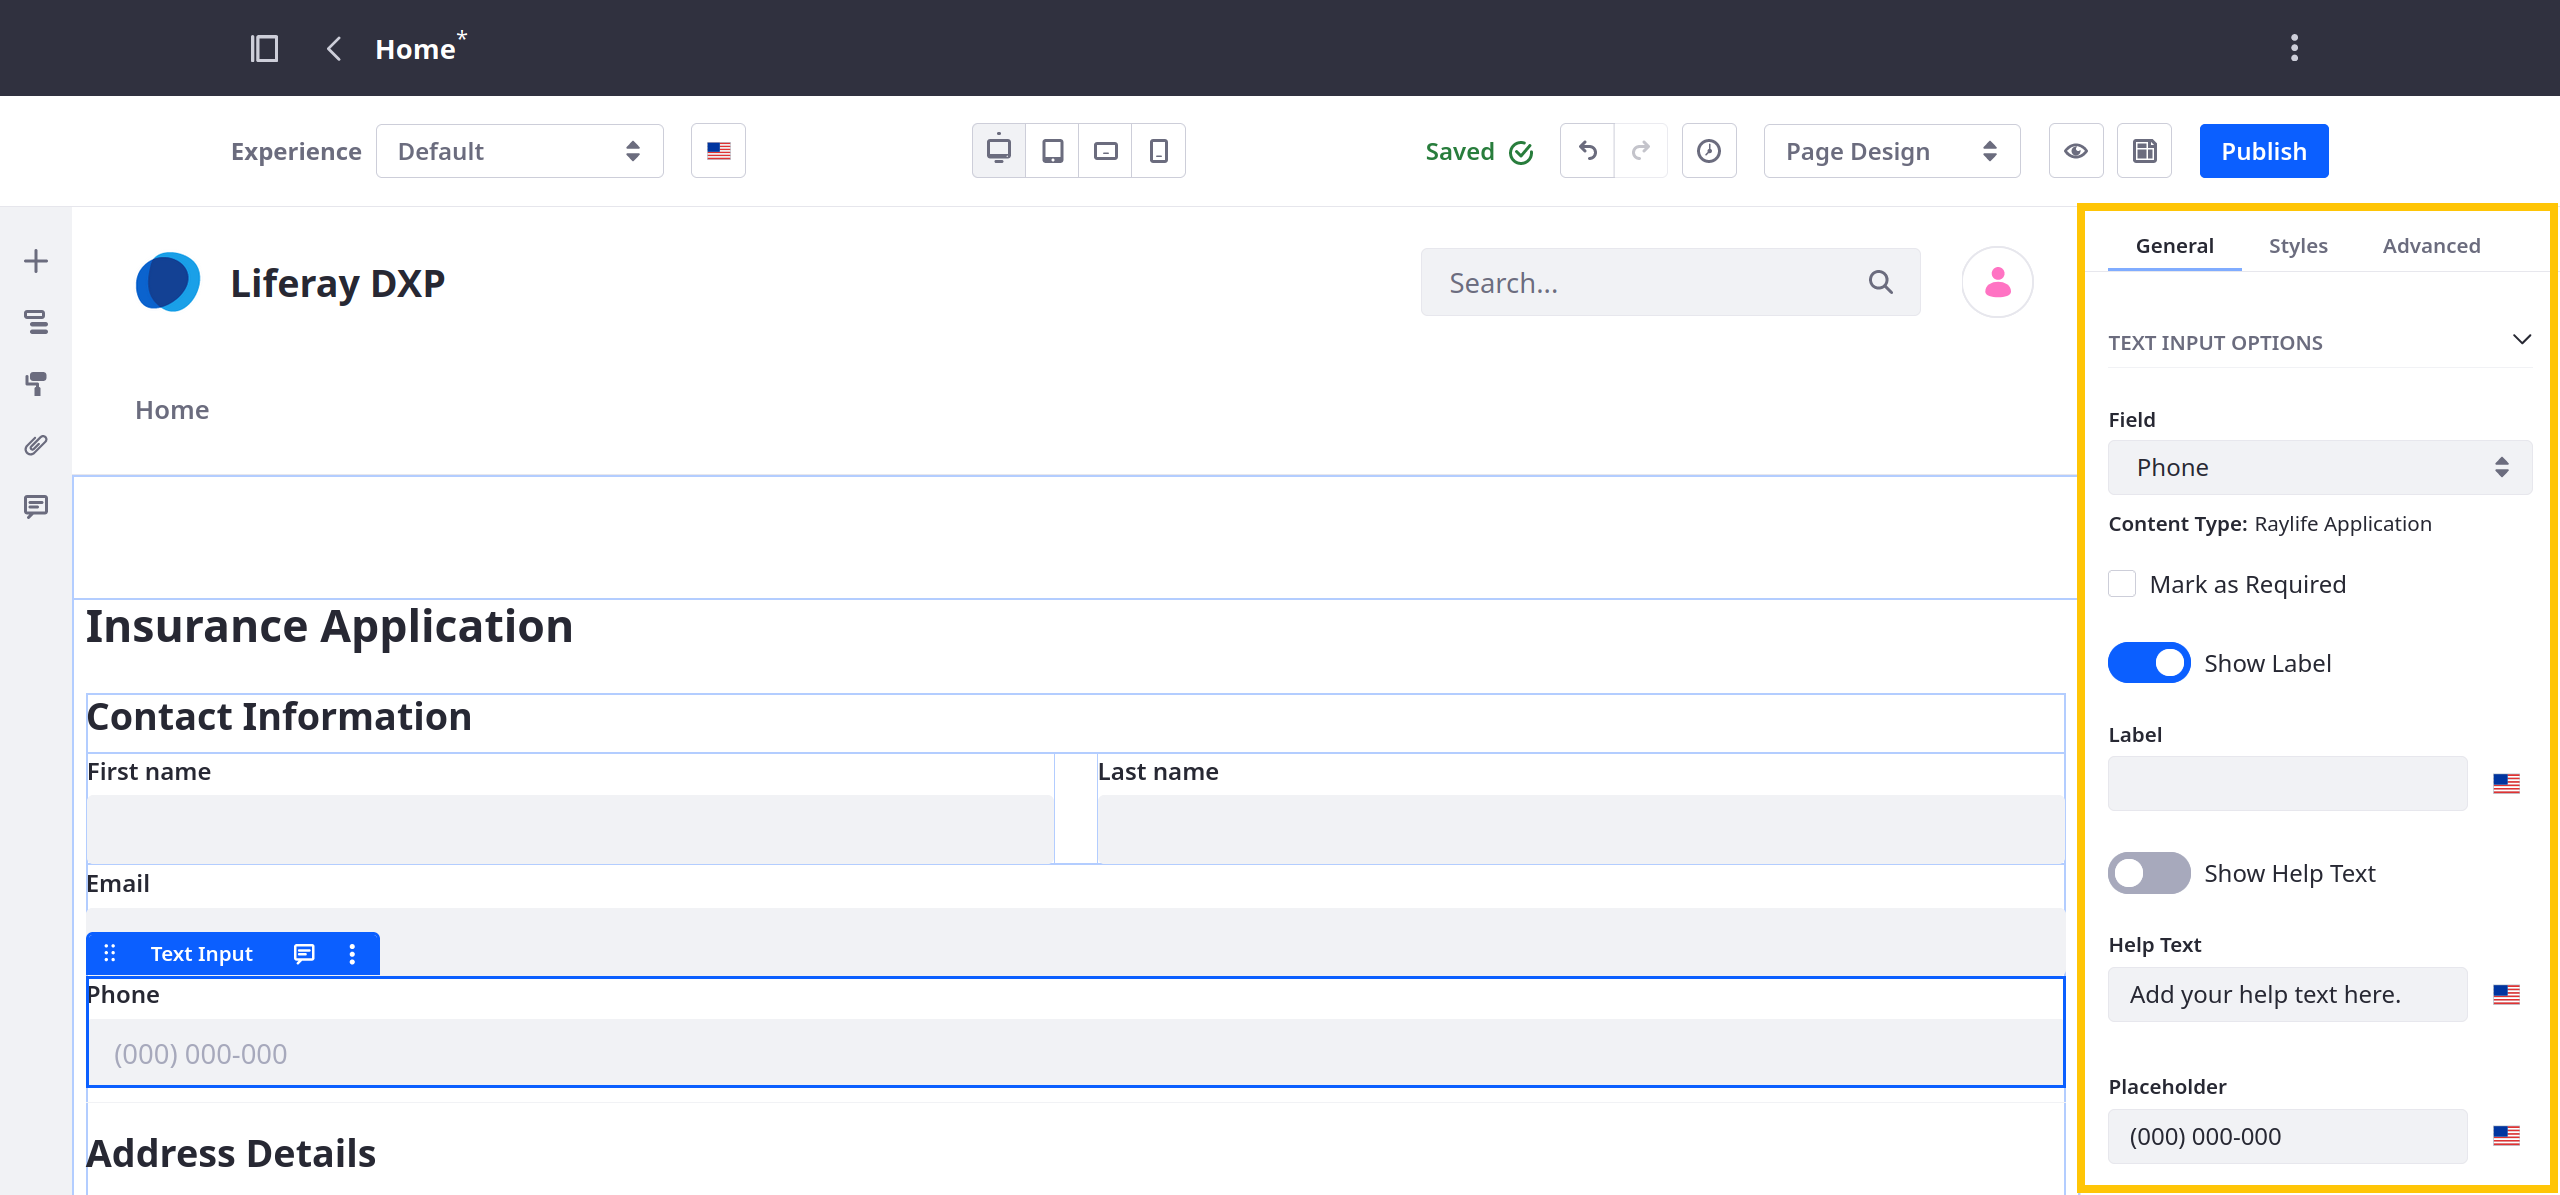 Home*
Experience
Default
Saved
Page Design
Publish
Liferay DXP
Search...
Home
Insurance Application
Contact Information
First name
Last name
Email
Text Input
Phone
(000) 000-000
Address Details
General
Styles
Advanced
TEXT INPUT OPTIONS
Field
Phone
Content Type: Raylife Application
Mark as Required
Show Label
Label
Show Help Text
Help Text
Add your help text here.
Placeholder
(000) 000-000